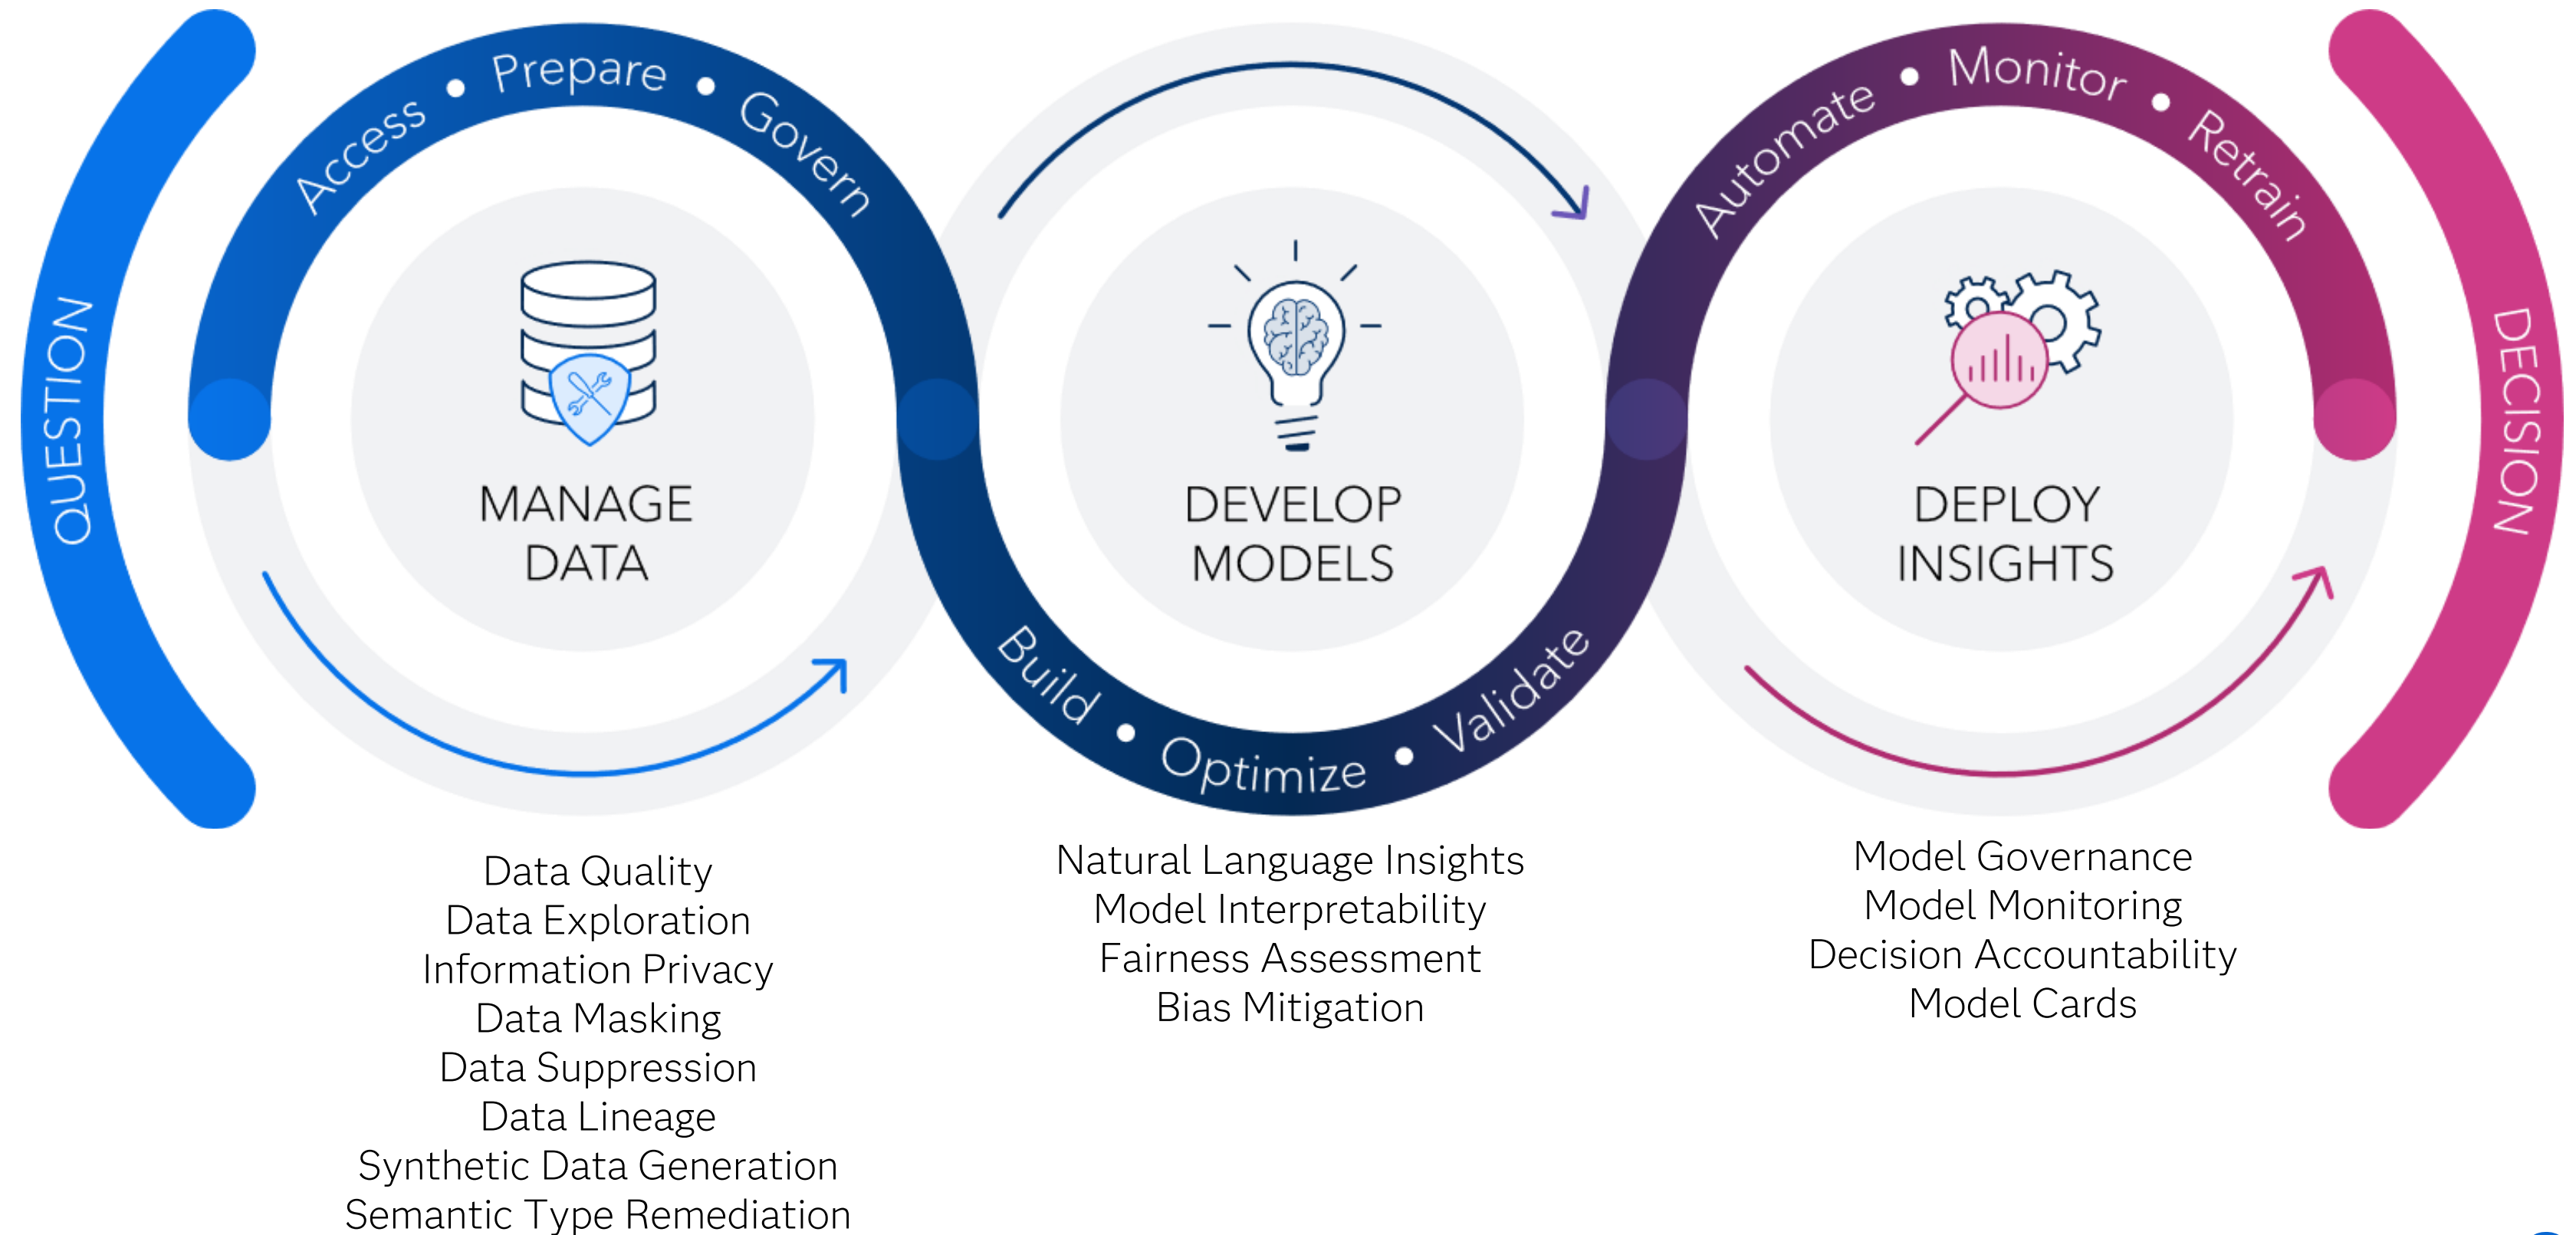 QUESTION
Access • Prepare • Govern
MANAGE
DATA
Build • Optimize • Validate
DEVELOP
MODELS
Automate • Monitor • Retrain
DEPLOY
INSIGHTS
DECISION
Data Quality
Data Exploration
Information Privacy
Data Masking
Data Suppression
Data Lineage
Synthetic Data Generation
Semantic Type Remediation
Natural Language Insights
Model Interpretability
Fairness Assessment
Bias Mitigation
Model Governance
Model Monitoring
Decision Accountability
Model Cards